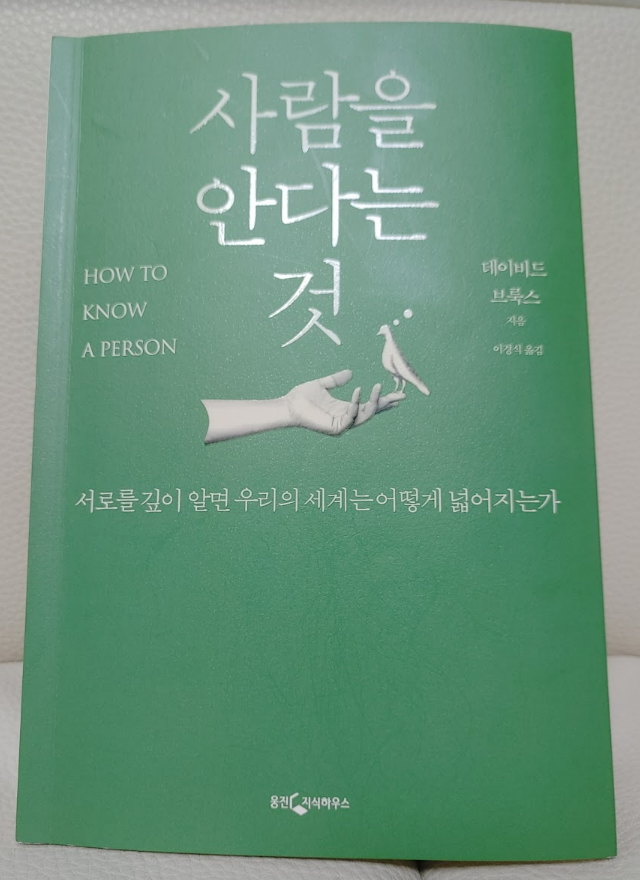 사람을
안다는
것
HOW TO
KNOW
A PERSON
데이비드
브룩스
지음
이경식 옮김
서로를 깊이 알면 우리의 세계는 어떻게 넓어지는가
웅진 지식하우스